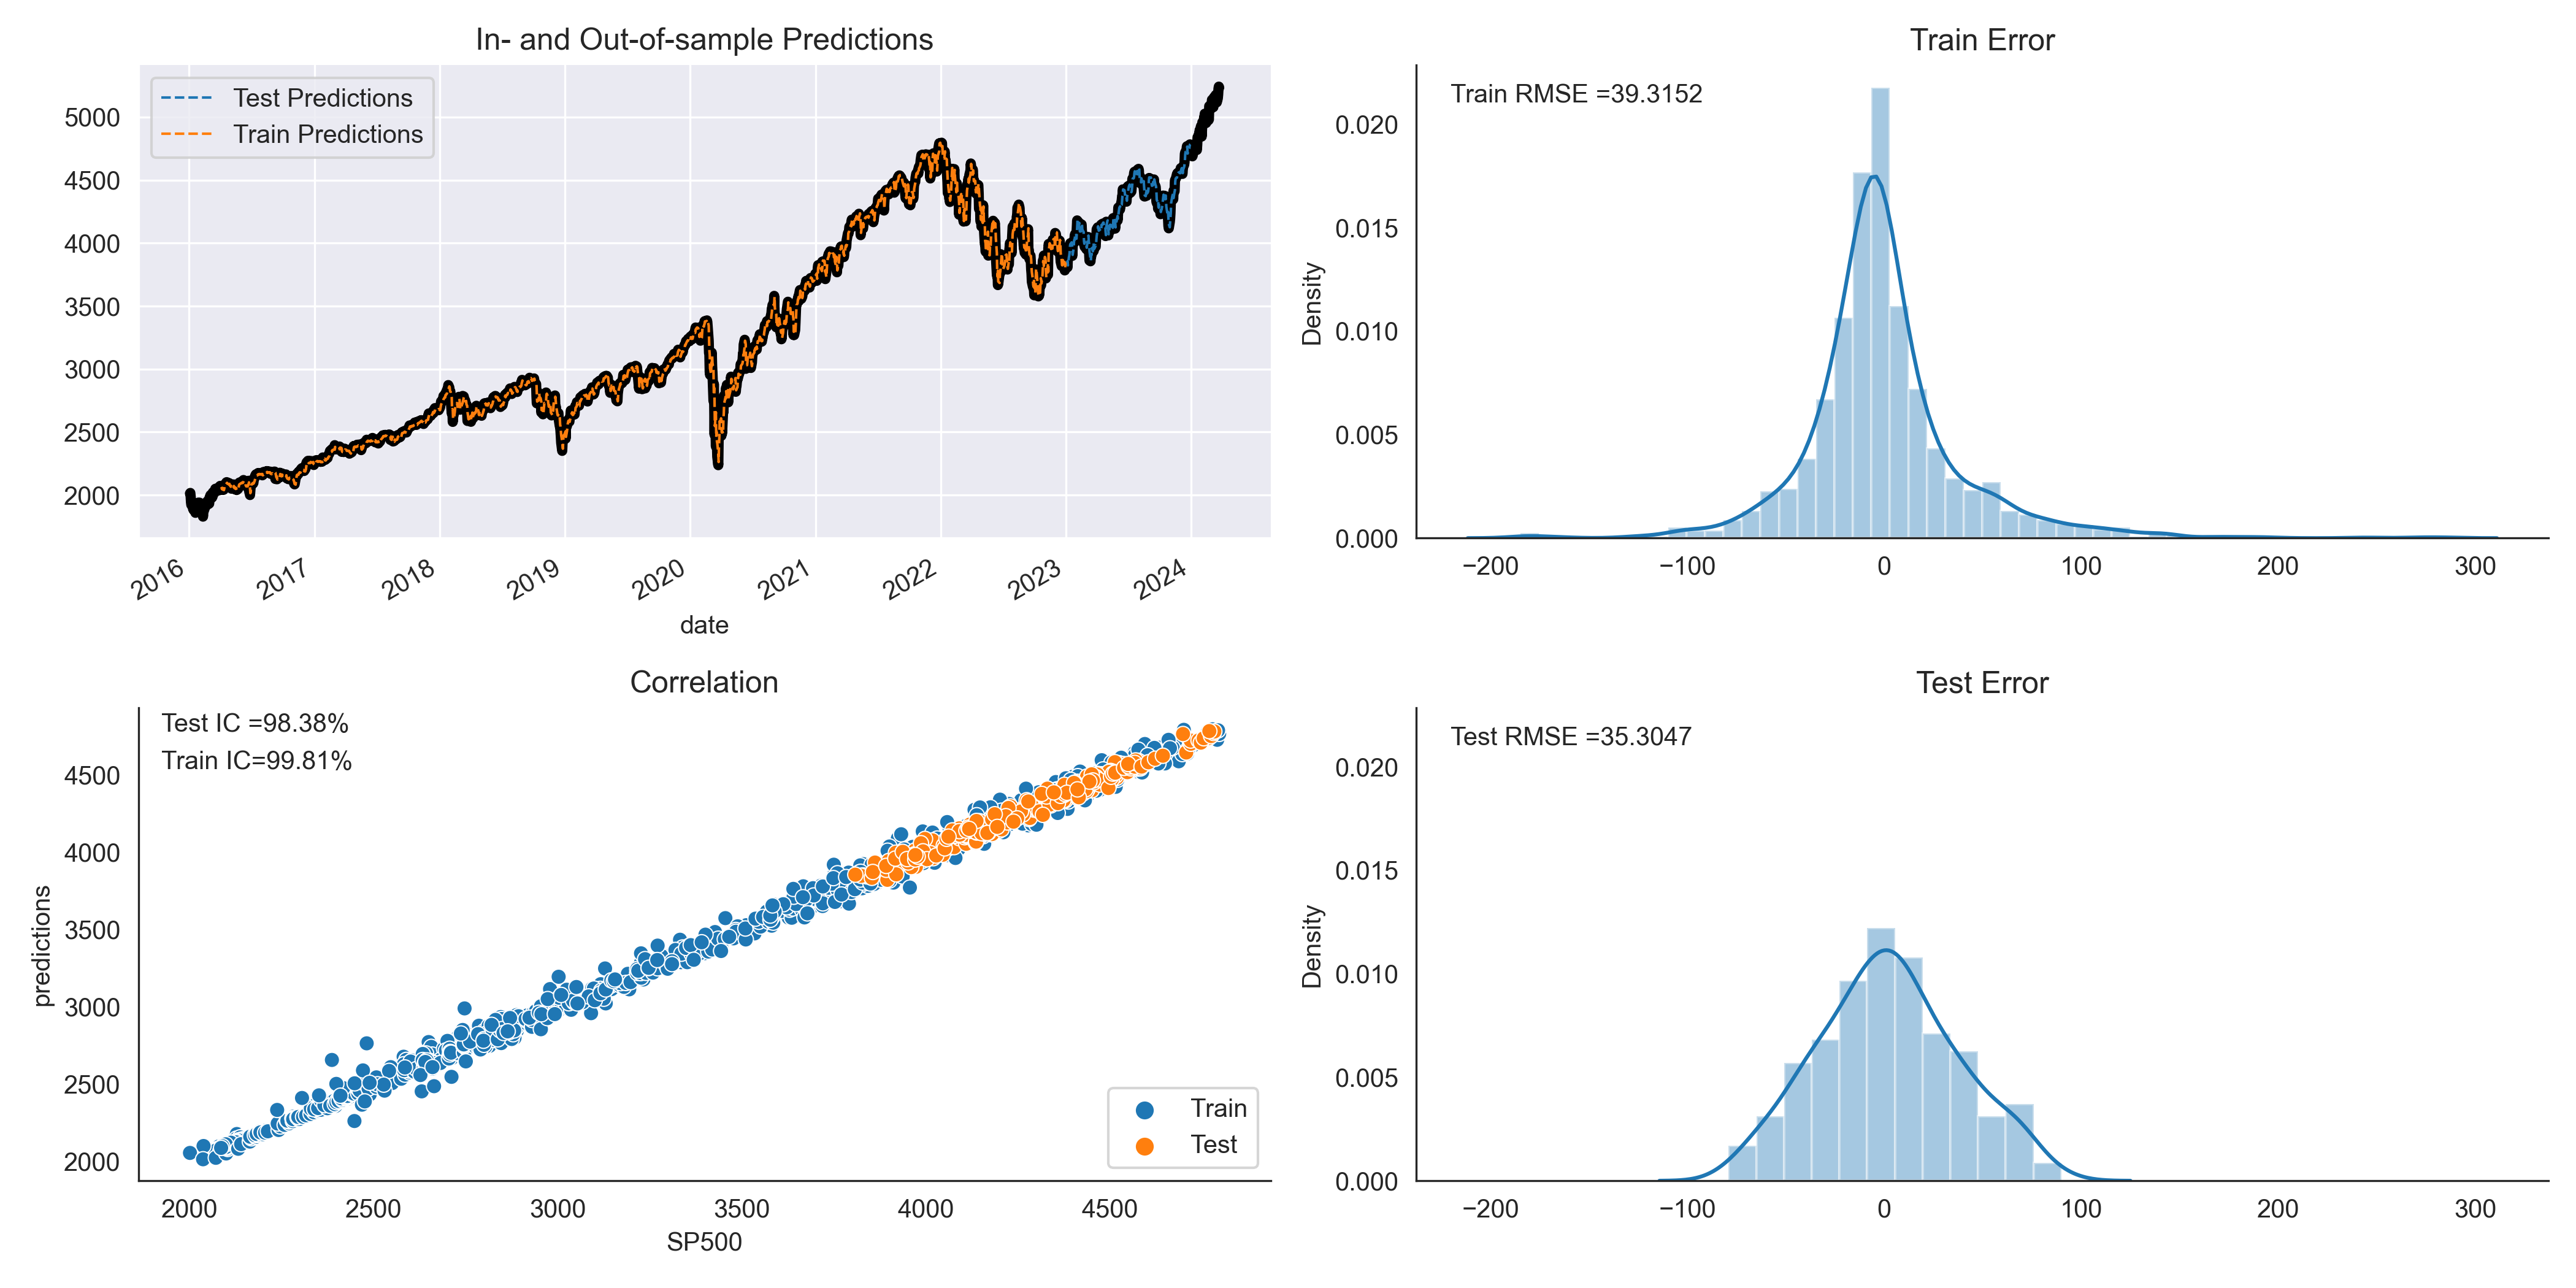 In- and Out-of-sample Predictions
Test Predictions
Train Predictions
5000
4500
4000
3500
3000
2500
2000
2016
2017
2018
2019
2020
2021
2022
2023
2024
date
Train Error
Train RMSE =39.3152
Density
0.020
0.015
0.010
0.005
0.000
−200
−100
0
100
200
300
Correlation
Test IC =98.38%
Train IC=99.81%
predictions
4500
4000
3500
3000
2500
2000
Train
Test
2000
2500
3000
3500
4000
4500
SP500
Test Error
Test RMSE =35.3047
Density
0.020
0.015
0.010
0.005
0.000
−200
−100
0
100
200
300